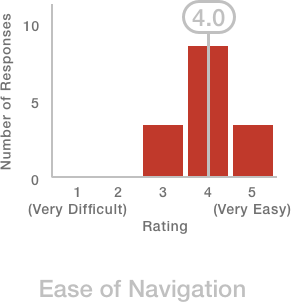 4.0
10
5
0
Number of Responses
1 2 3 4 5
(Very Difficult) (Very Easy)
Rating
Ease of Navigation